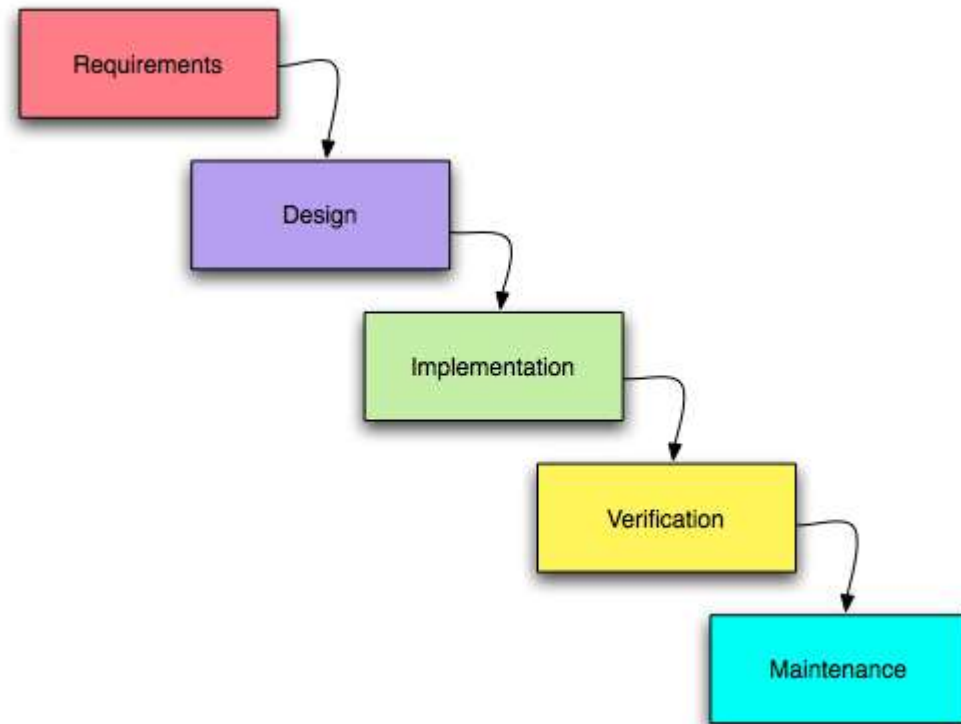 Requirements
Design
Implementation
Verification
Maintenance